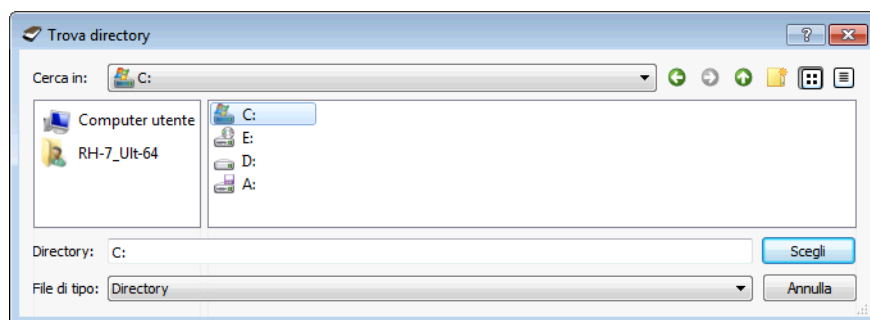 Trova directory
Cerca in: C:
Computer utente
RH-7_Ult-64
C:
E:
D:
A:
Directory: C: Scegli
File di tipo: Directory Annulla